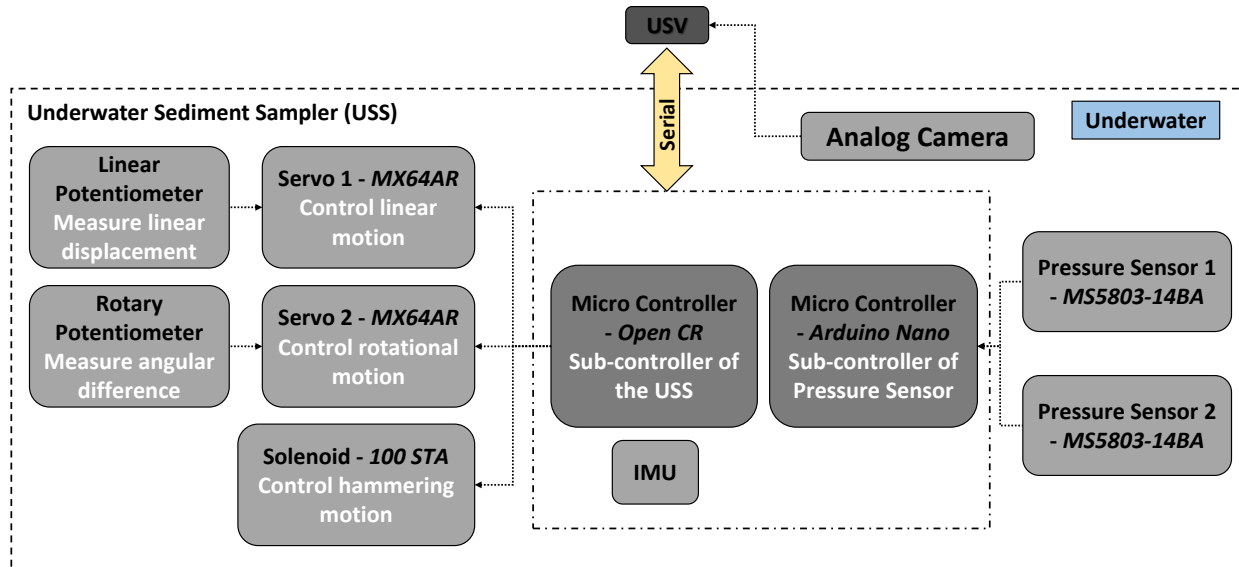 USV
Serial
Underwater Sediment Sampler (USS)
Underwater
Analog Camera
Linear
Potentiometer
Measure linear
displacement
Servo 1 - MX64AR
Control linear
motion
Rotary
Potentiometer
Measure angular
difference
Servo 2 - MX64AR
Control rotational
motion
Solenoid - 100 STA
Control hammering
motion
Micro Controller
- Open CR
Sub-controller of
the USS
Micro Controller
- Arduino Nano
Sub-controller of
Pressure Sensor
IMU
Pressure Sensor 1
- MS5803-14BA
Pressure Sensor 2
- MS5803-14BA